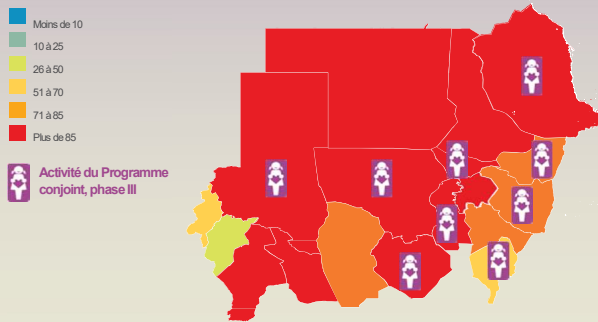 Moins de 10
10 à 25
26 à 50
51 à 70
71 à 85
Plus de 85
Activité du Programme
conjoint, phase III